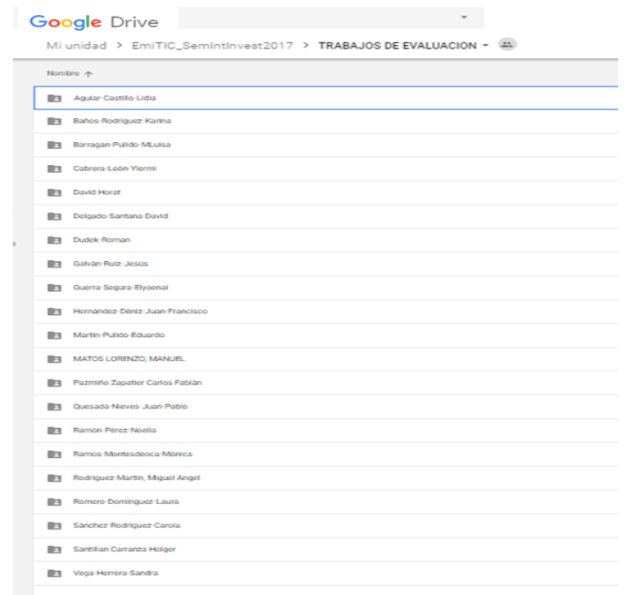 Google Drive
Mi unidad > EmiTIC_SemIntInvest2017 > TRABAJOS DE EVALUACION
Nombre ↑
Aguiar-Castillo-Lidia
Baños-Rodríguez-Karina
Barragan-Pulido-MLuisa
Cabrera-León-Ylermi
David Horat
Delgado-Santana-David
Dudek-Roman
Galván-Ruiz-Jesús
Guerra-Segura-Elyoenai
Hernández-Déniz-Juan-Francisco
Martín-Pulido-Eduardo
MATOS LORENZO, MANUEL
Pazmiño Zapatier Carlos Fabián
Quesada-Nieves-Juan-Pablo
Ramón-Pérez-Noelia
Ramos-Montesdeoca-Mónica
Rodríguez-Martín, Miguel Angel
Romero-Domínguez-Laura
Sánchez-Rodríguez-Carola
Santillan Carranza Holger
Vega-Herrera-Sandra